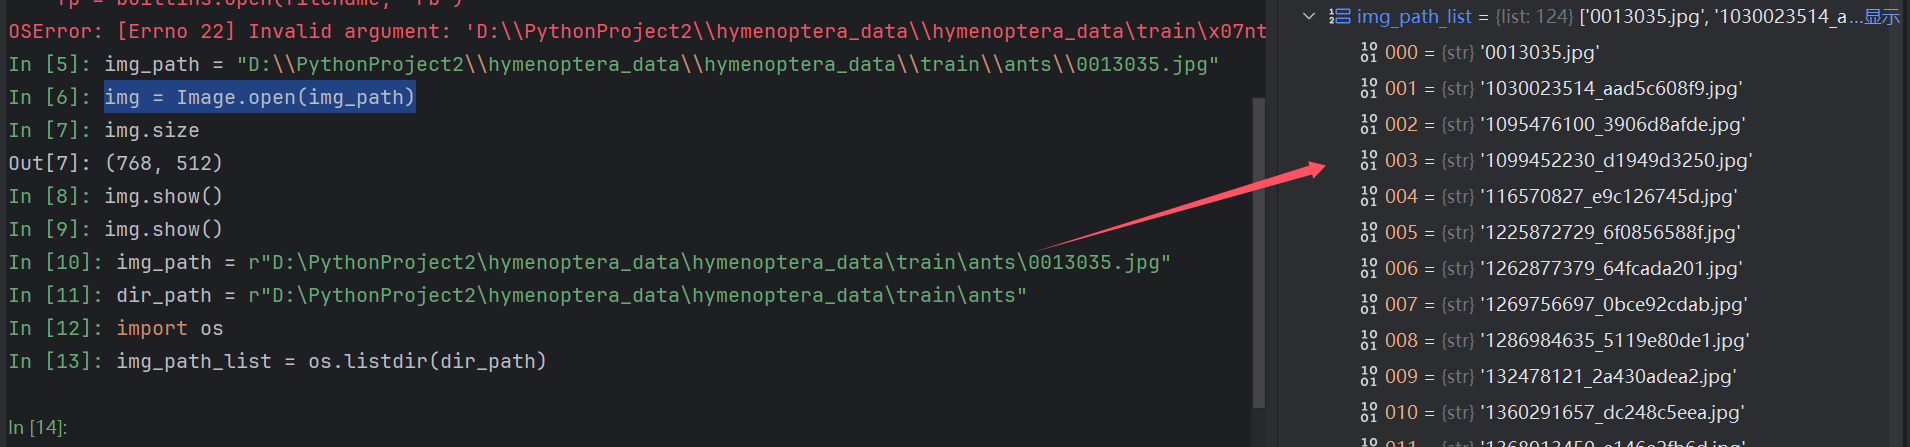 fp = builtins.open(filename, "rb")
OSError: [Errno 22] Invalid argument: 'D:\\PythonProject2\\hymenoptera_data\\hymenoptera_data\train\x07nt
In [5]: img_path = "D:\\PythonProject2\\hymenoptera_data\\hymenoptera_data\\train\\ants\\0013035.jpg"
In [6]: img = Image.open(img_path)
In [7]: img.size
Out[7]: (768, 512)
In [8]: img.show()
In [9]: img.show()
In [10]: img_path = r"D:\PythonProject2\hymenoptera_data\hymenoptera_data\train\ants\0013035.jpg"
In [11]: dir_path = r"D:\PythonProject2\hymenoptera_data\hymenoptera_data\train\ants"
In [12]: import os
In [13]: img_path_list = os.listdir(dir_path)
In [14]:
img_path_list = {list: 124} ['0013035.jpg', '1030023514_a...显示
000 = {str} '0013035.jpg'
001 = {str} '1030023514_aad5c608f9.jpg'
002 = {str} '1095476100_3906d8afde.jpg'
003 = {str} '1099452230_d1949d3250.jpg'
004 = {str} '116570827_e9c126745d.jpg'
005 = {str} '1225872729_6f0856588f.jpg'
006 = {str} '1262877379_64fcada201.jpg'
007 = {str} '1269756697_0bce92cdab.jpg'
008 = {str} '1286984635_5119e80de1.jpg'
009 = {str} '132478121_2a430adea2.jpg'
010 = {str} '1360291657_dc248c5eea.jpg'
011 = {str} '1368913450_e146e2fb6d.jpg'